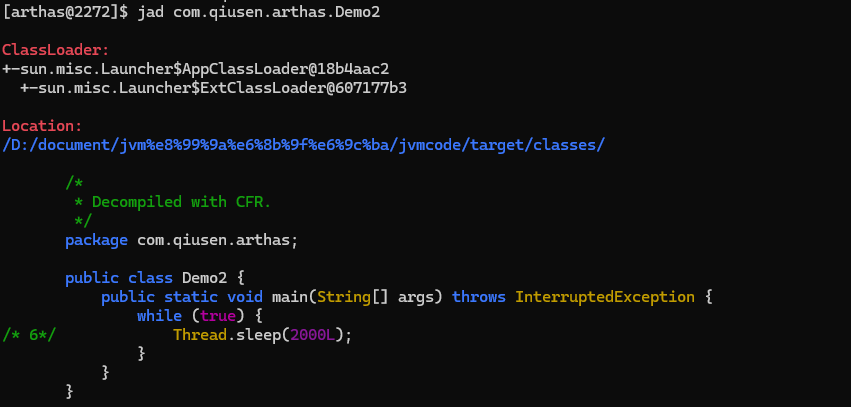 [arthas@2272]$ jad com.qiusen.arthas.Demo2
ClassLoader:
+-sun.misc.Launcher$AppClassLoader@18b4aac2
  +-sun.misc.Launcher$ExtClassLoader@607177b3
Location:
/D:/document/jvm%e8%99%9a%e6%8b%9f%e6%9c%ba/jvmcode/target/classes/
       /*
        * Decompiled with CFR.
        */
       package com.qiusen.arthas;
       public class Demo2 {
           public static void main(String[] args) throws InterruptedException {
               while (true) {
/* 6*/             Thread.sleep(2000L);
               }
           }
       }